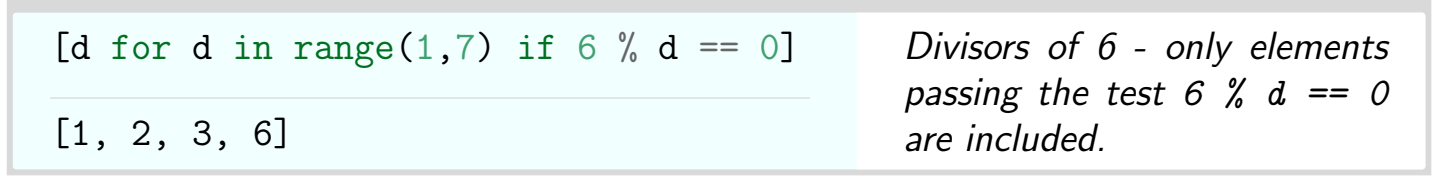 [d for d in range(1,7) if 6 % d == 0]
[1, 2, 3, 6]
Divisors of 6 - only elements
passing the test 6 % d == 0
are included.